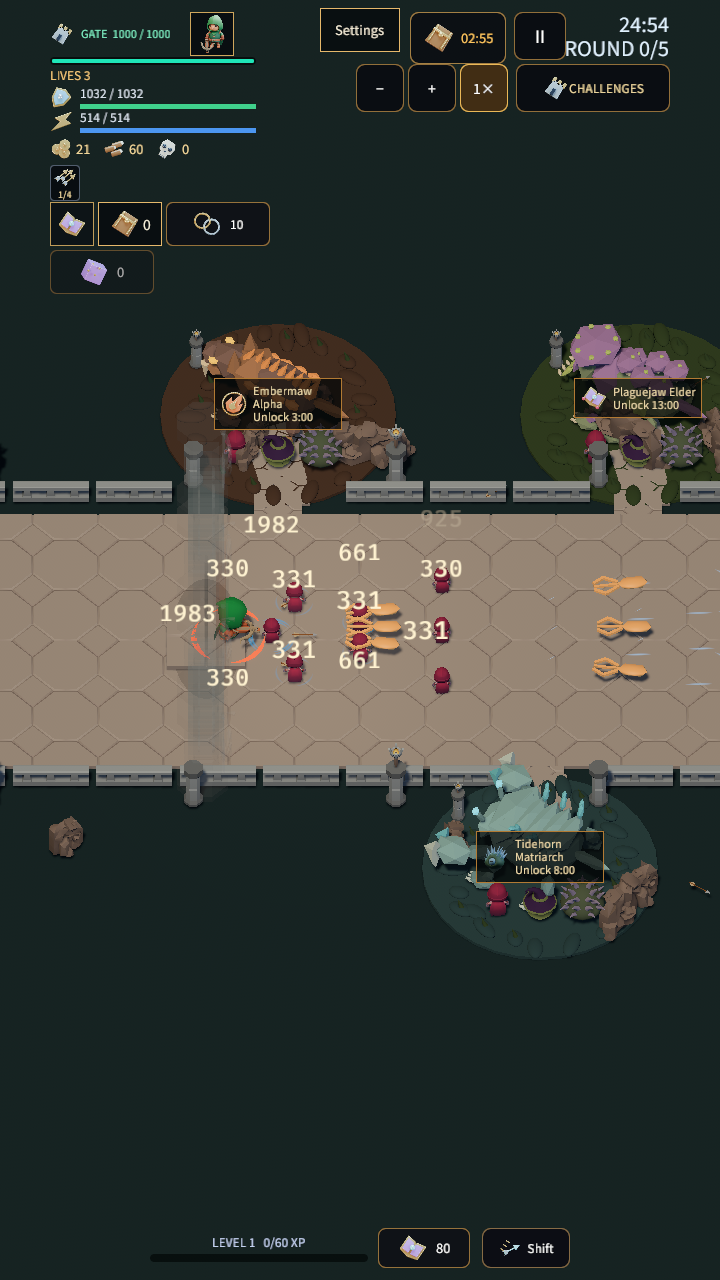 GATE 1000 / 1000
Settings
02:55
24:54
ROUND 0/5
LIVES 3
1032 / 1032
514 / 514
− + 1×
CHALLENGES
21 60 0
1/4
0 10
0
Embermaw
Alpha
Unlock 3:00
Plaguejaw Elder
Unlock 13:00
1982
925
661
330
330
331
331
1983
331
331
661
330
Tidehorn
Matriarch
Unlock 8:00
LEVEL 1 0/60 XP
80
Shift